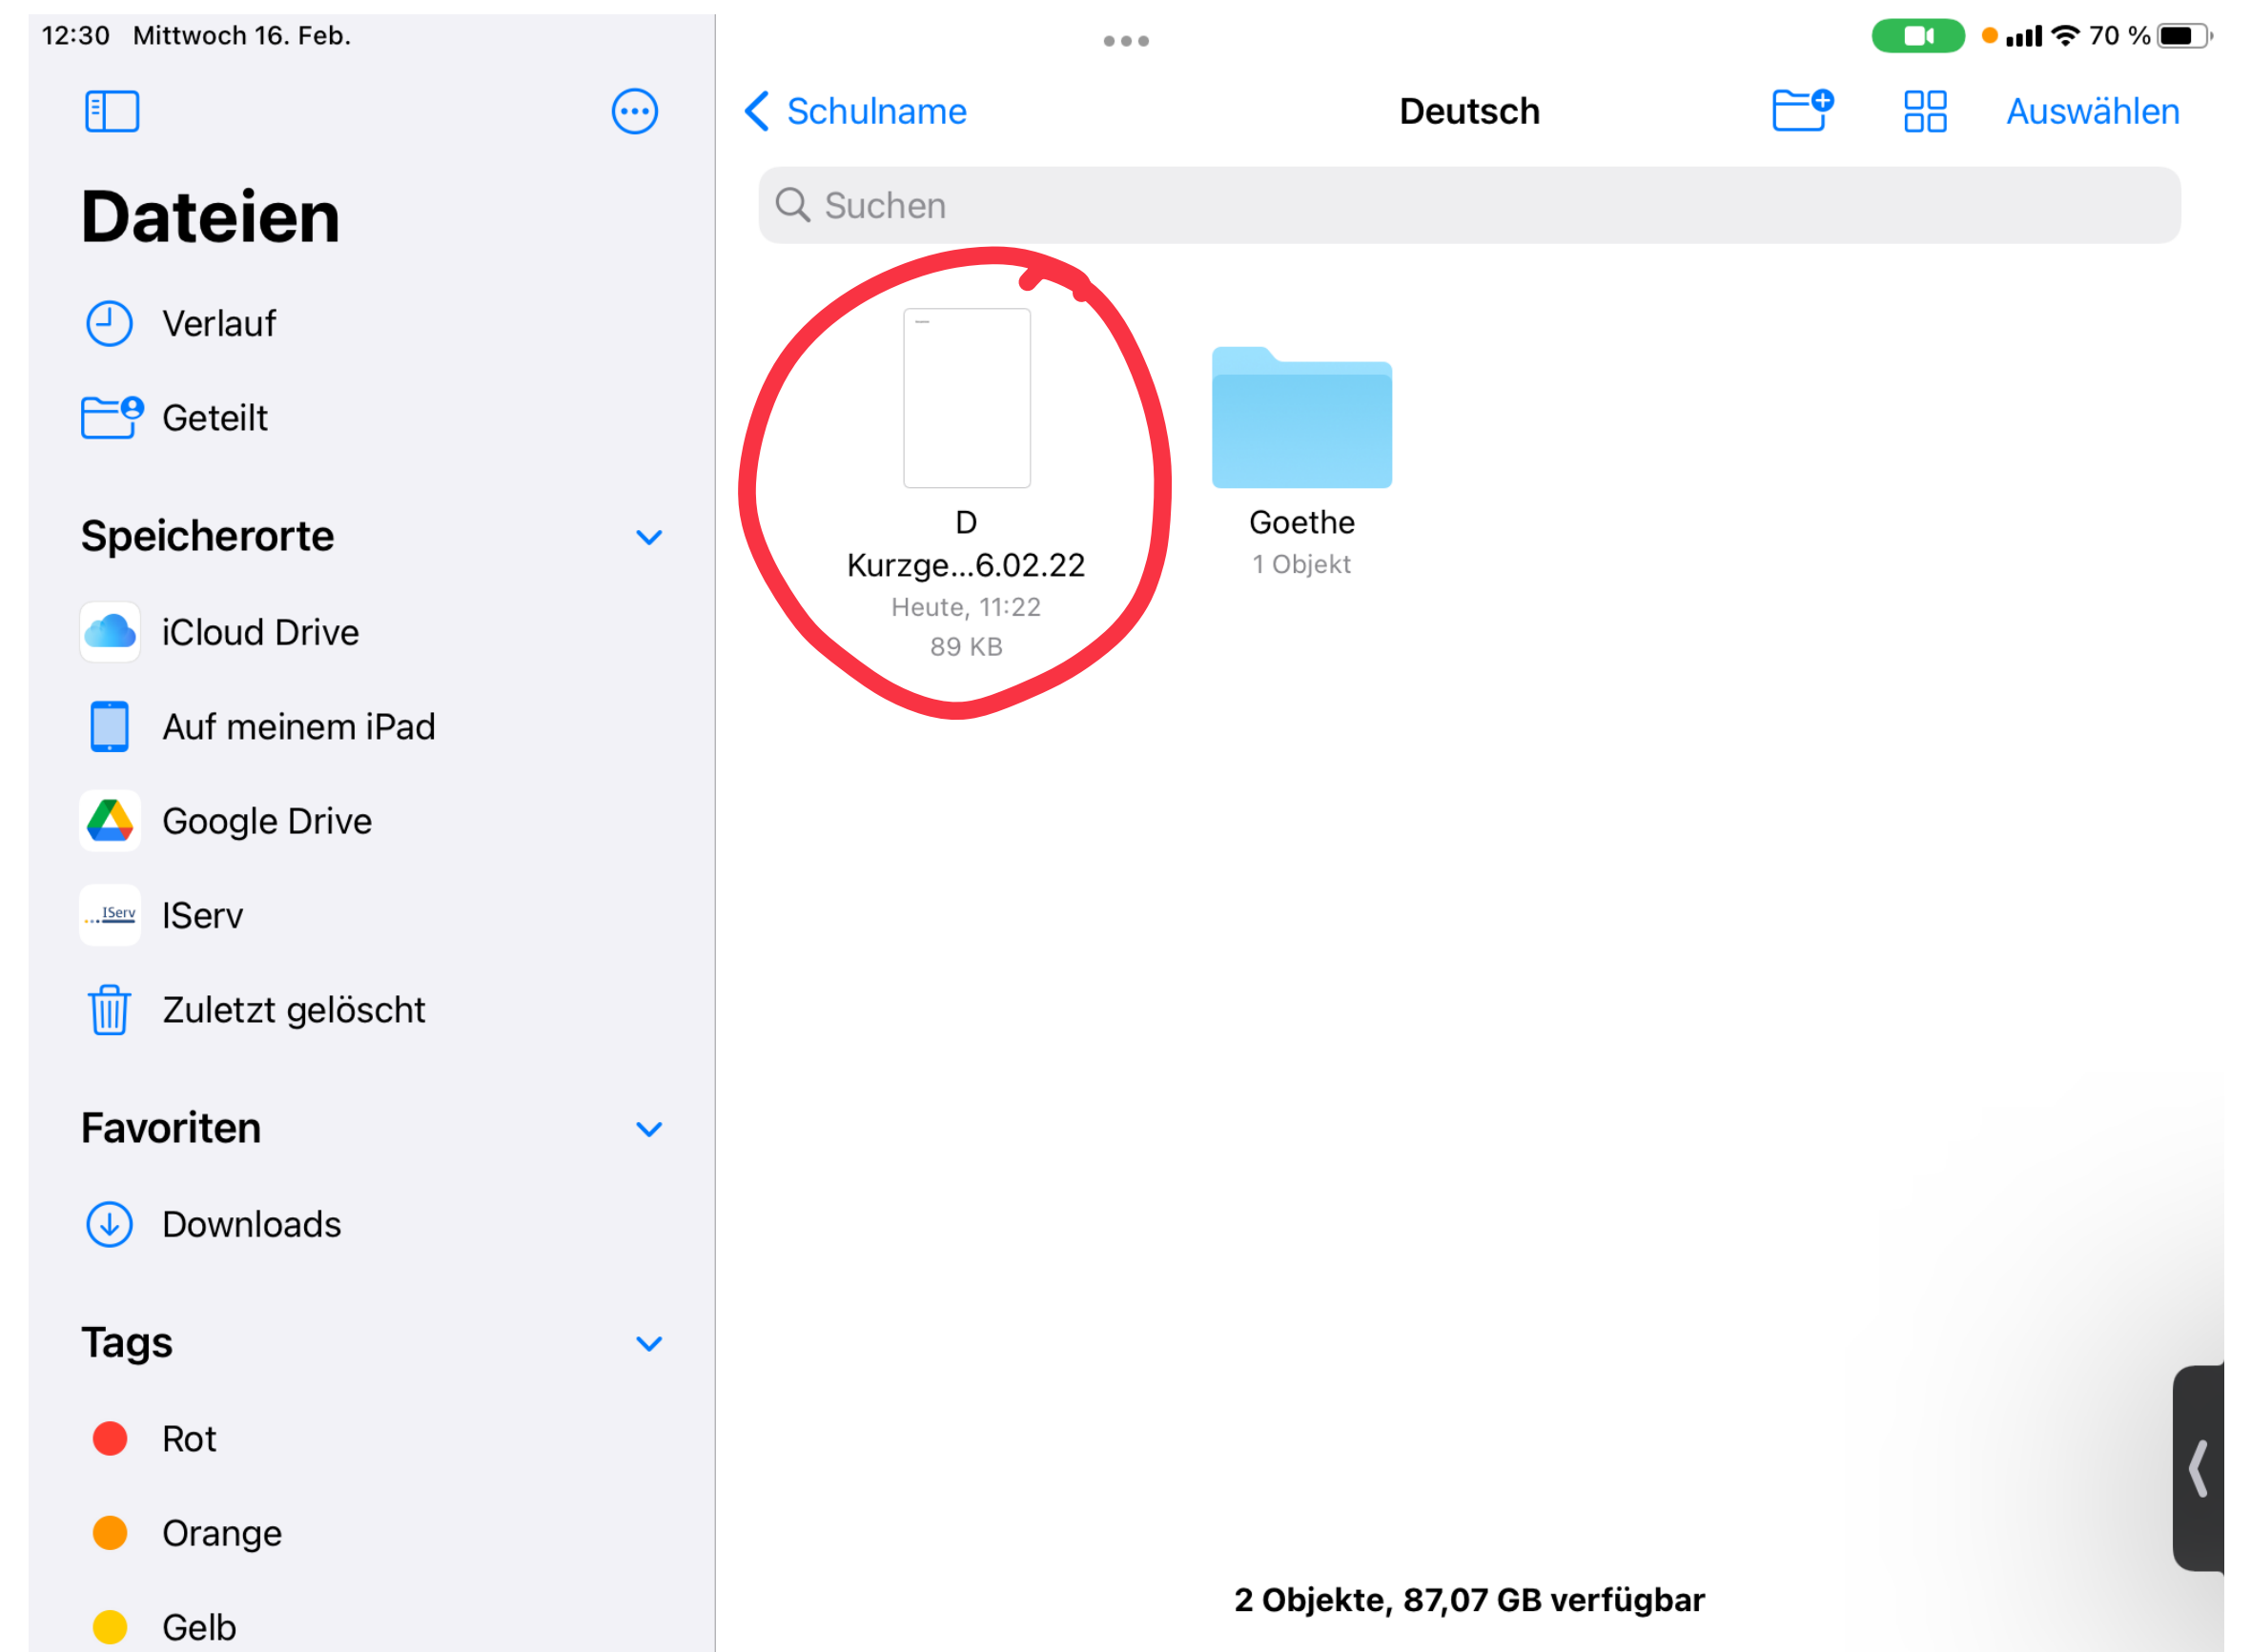 12:30 Mittwoch 16. Feb.
70 %
Schulname
Deutsch
Auswählen
Suchen
Dateien
Verlauf
Geteilt
Speicherorte
iCloud Drive
Auf meinem iPad
Google Drive
IServ
IServ
Zuletzt gelöscht
Favoriten
Downloads
Tags
Rot
Orange
Gelb
D
Kurzge...6.02.22
Heute, 11:22
89 KB
Goethe
1 Objekt
2 Objekte, 87,07 GB verfügbar